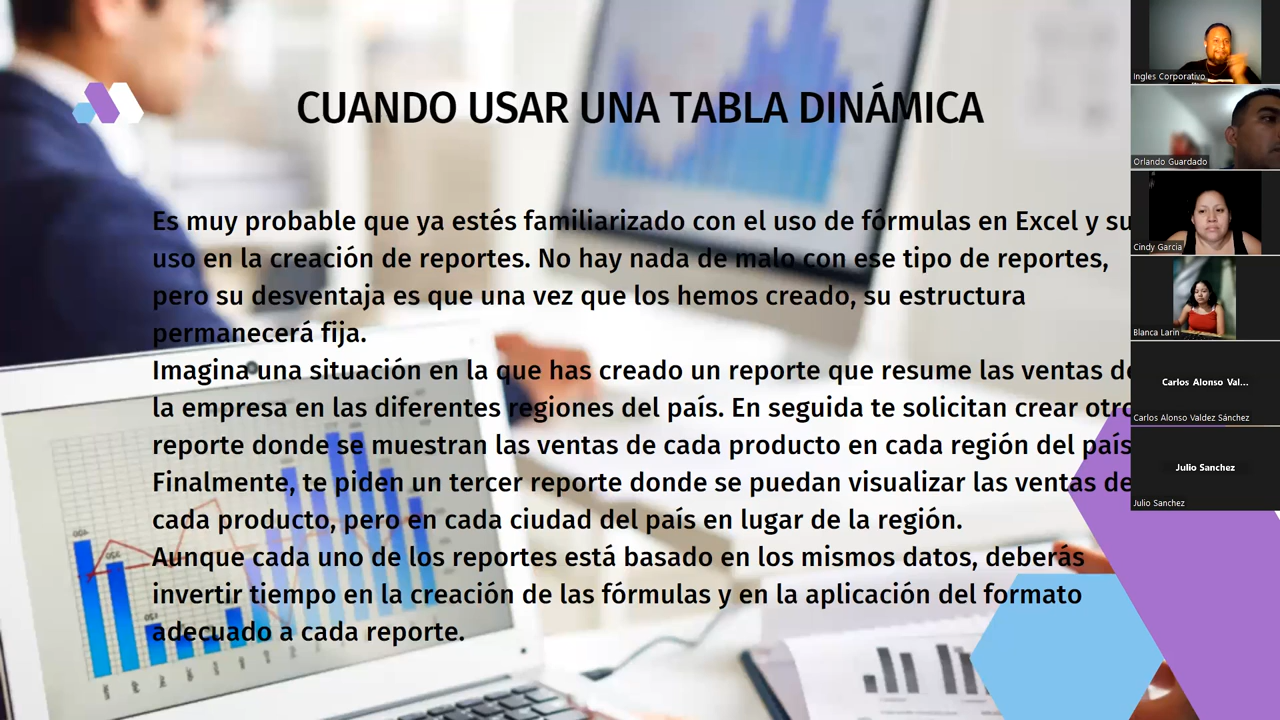 CUANDO USAR UNA TABLA DINÁMICA
Es muy probable que ya estés familiarizado con el uso de fórmulas en Excel y su
uso en la creación de reportes. No hay nada de malo con ese tipo de reportes,
pero su desventaja es que una vez que los hemos creado, su estructura
permanecerá fija.
Imagina una situación en la que has creado un reporte que resume las ventas de
la empresa en las diferentes regiones del país. En seguida te solicitan crear otro
reporte donde se muestran las ventas de cada producto en cada región del país
Finalmente, te piden un tercer reporte donde se puedan visualizar las ventas de
cada producto, pero en cada ciudad del país en lugar de la región.
Aunque cada uno de los reportes está basado en los mismos datos, deberás
invertir tiempo en la creación de las fórmulas y en la aplicación del formato
adecuado a cada reporte.
Ingles Corporativo
Orlando Guardado
Cindy Garcia
Blanca Larin
Carlos Alonso Val...
Carlos Alonso Valdez Sánchez
Julio Sanchez
Julio Sanchez